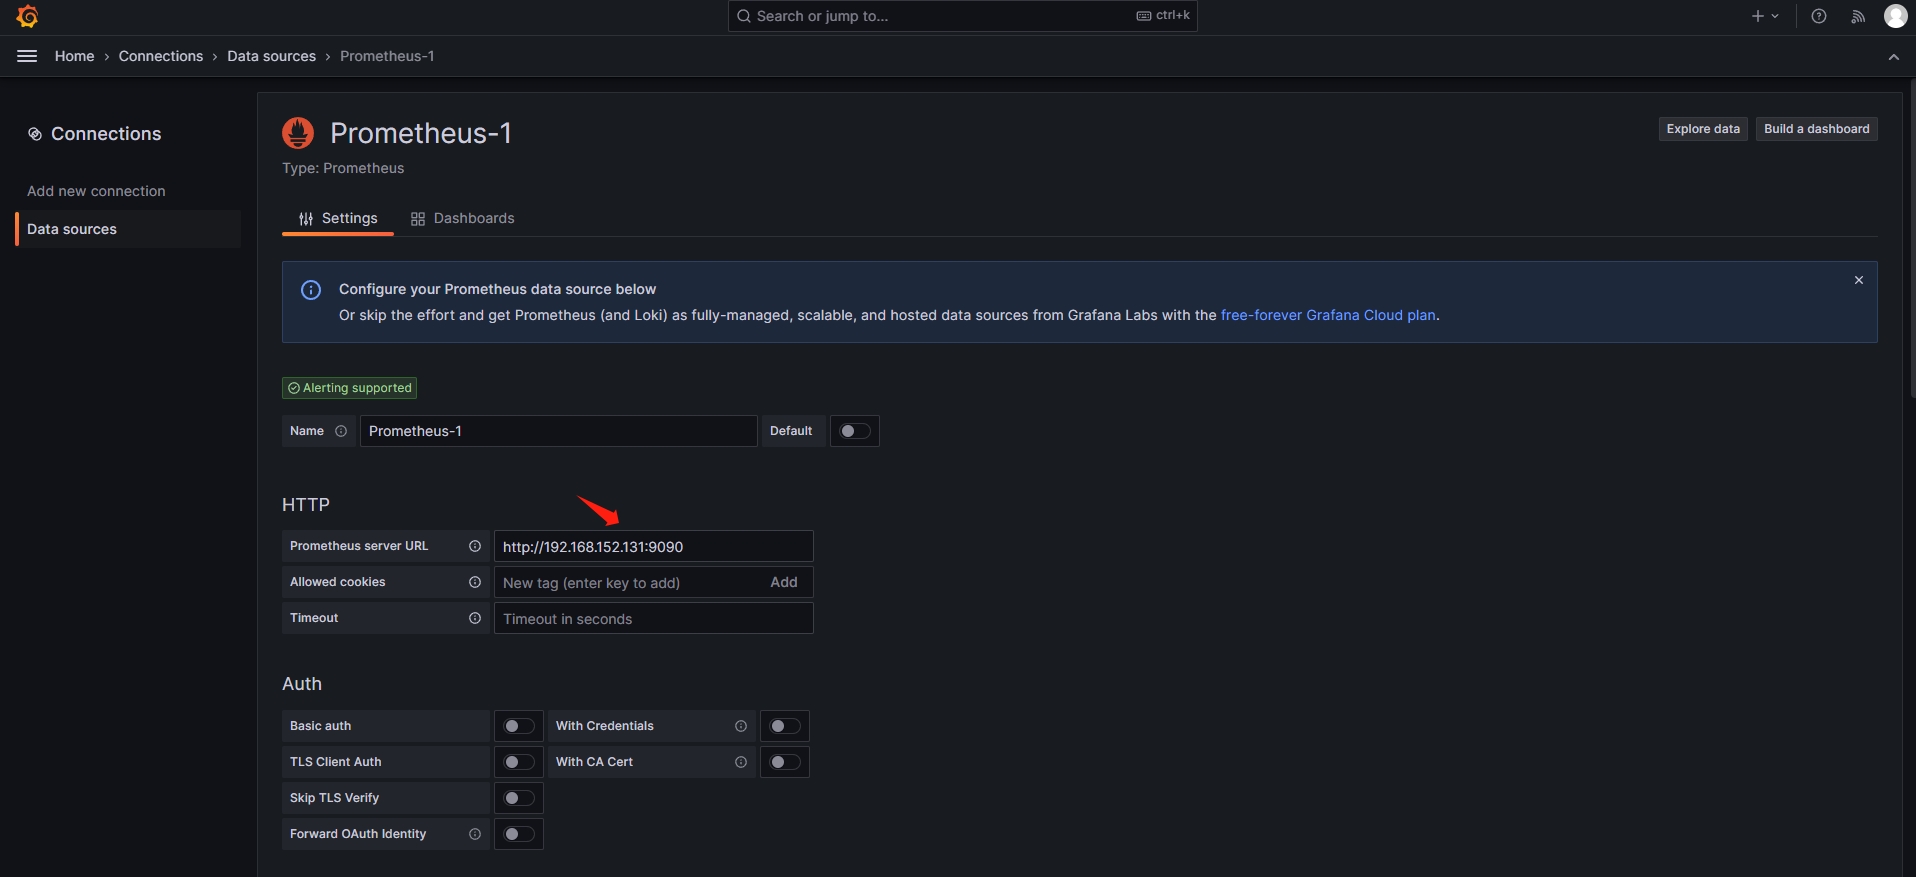 Search or jump to...
ctrl+k
Home › Connections › Data sources › Prometheus-1
Connections
Add new connection
Data sources
Prometheus-1
Type: Prometheus
Explore data
Build a dashboard
Settings
Dashboards
Configure your Prometheus data source below
Or skip the effort and get Prometheus (and Loki) as fully-managed, scalable, and hosted data sources from Grafana Labs with the free-forever Grafana Cloud plan.
Alerting supported
Name
Prometheus-1
Default
HTTP
Prometheus server URL
http://192.168.152.131:9090
Allowed cookies
New tag (enter key to add)
Add
Timeout
Timeout in seconds
Auth
Basic auth
With Credentials
TLS Client Auth
With CA Cert
Skip TLS Verify
Forward OAuth Identity